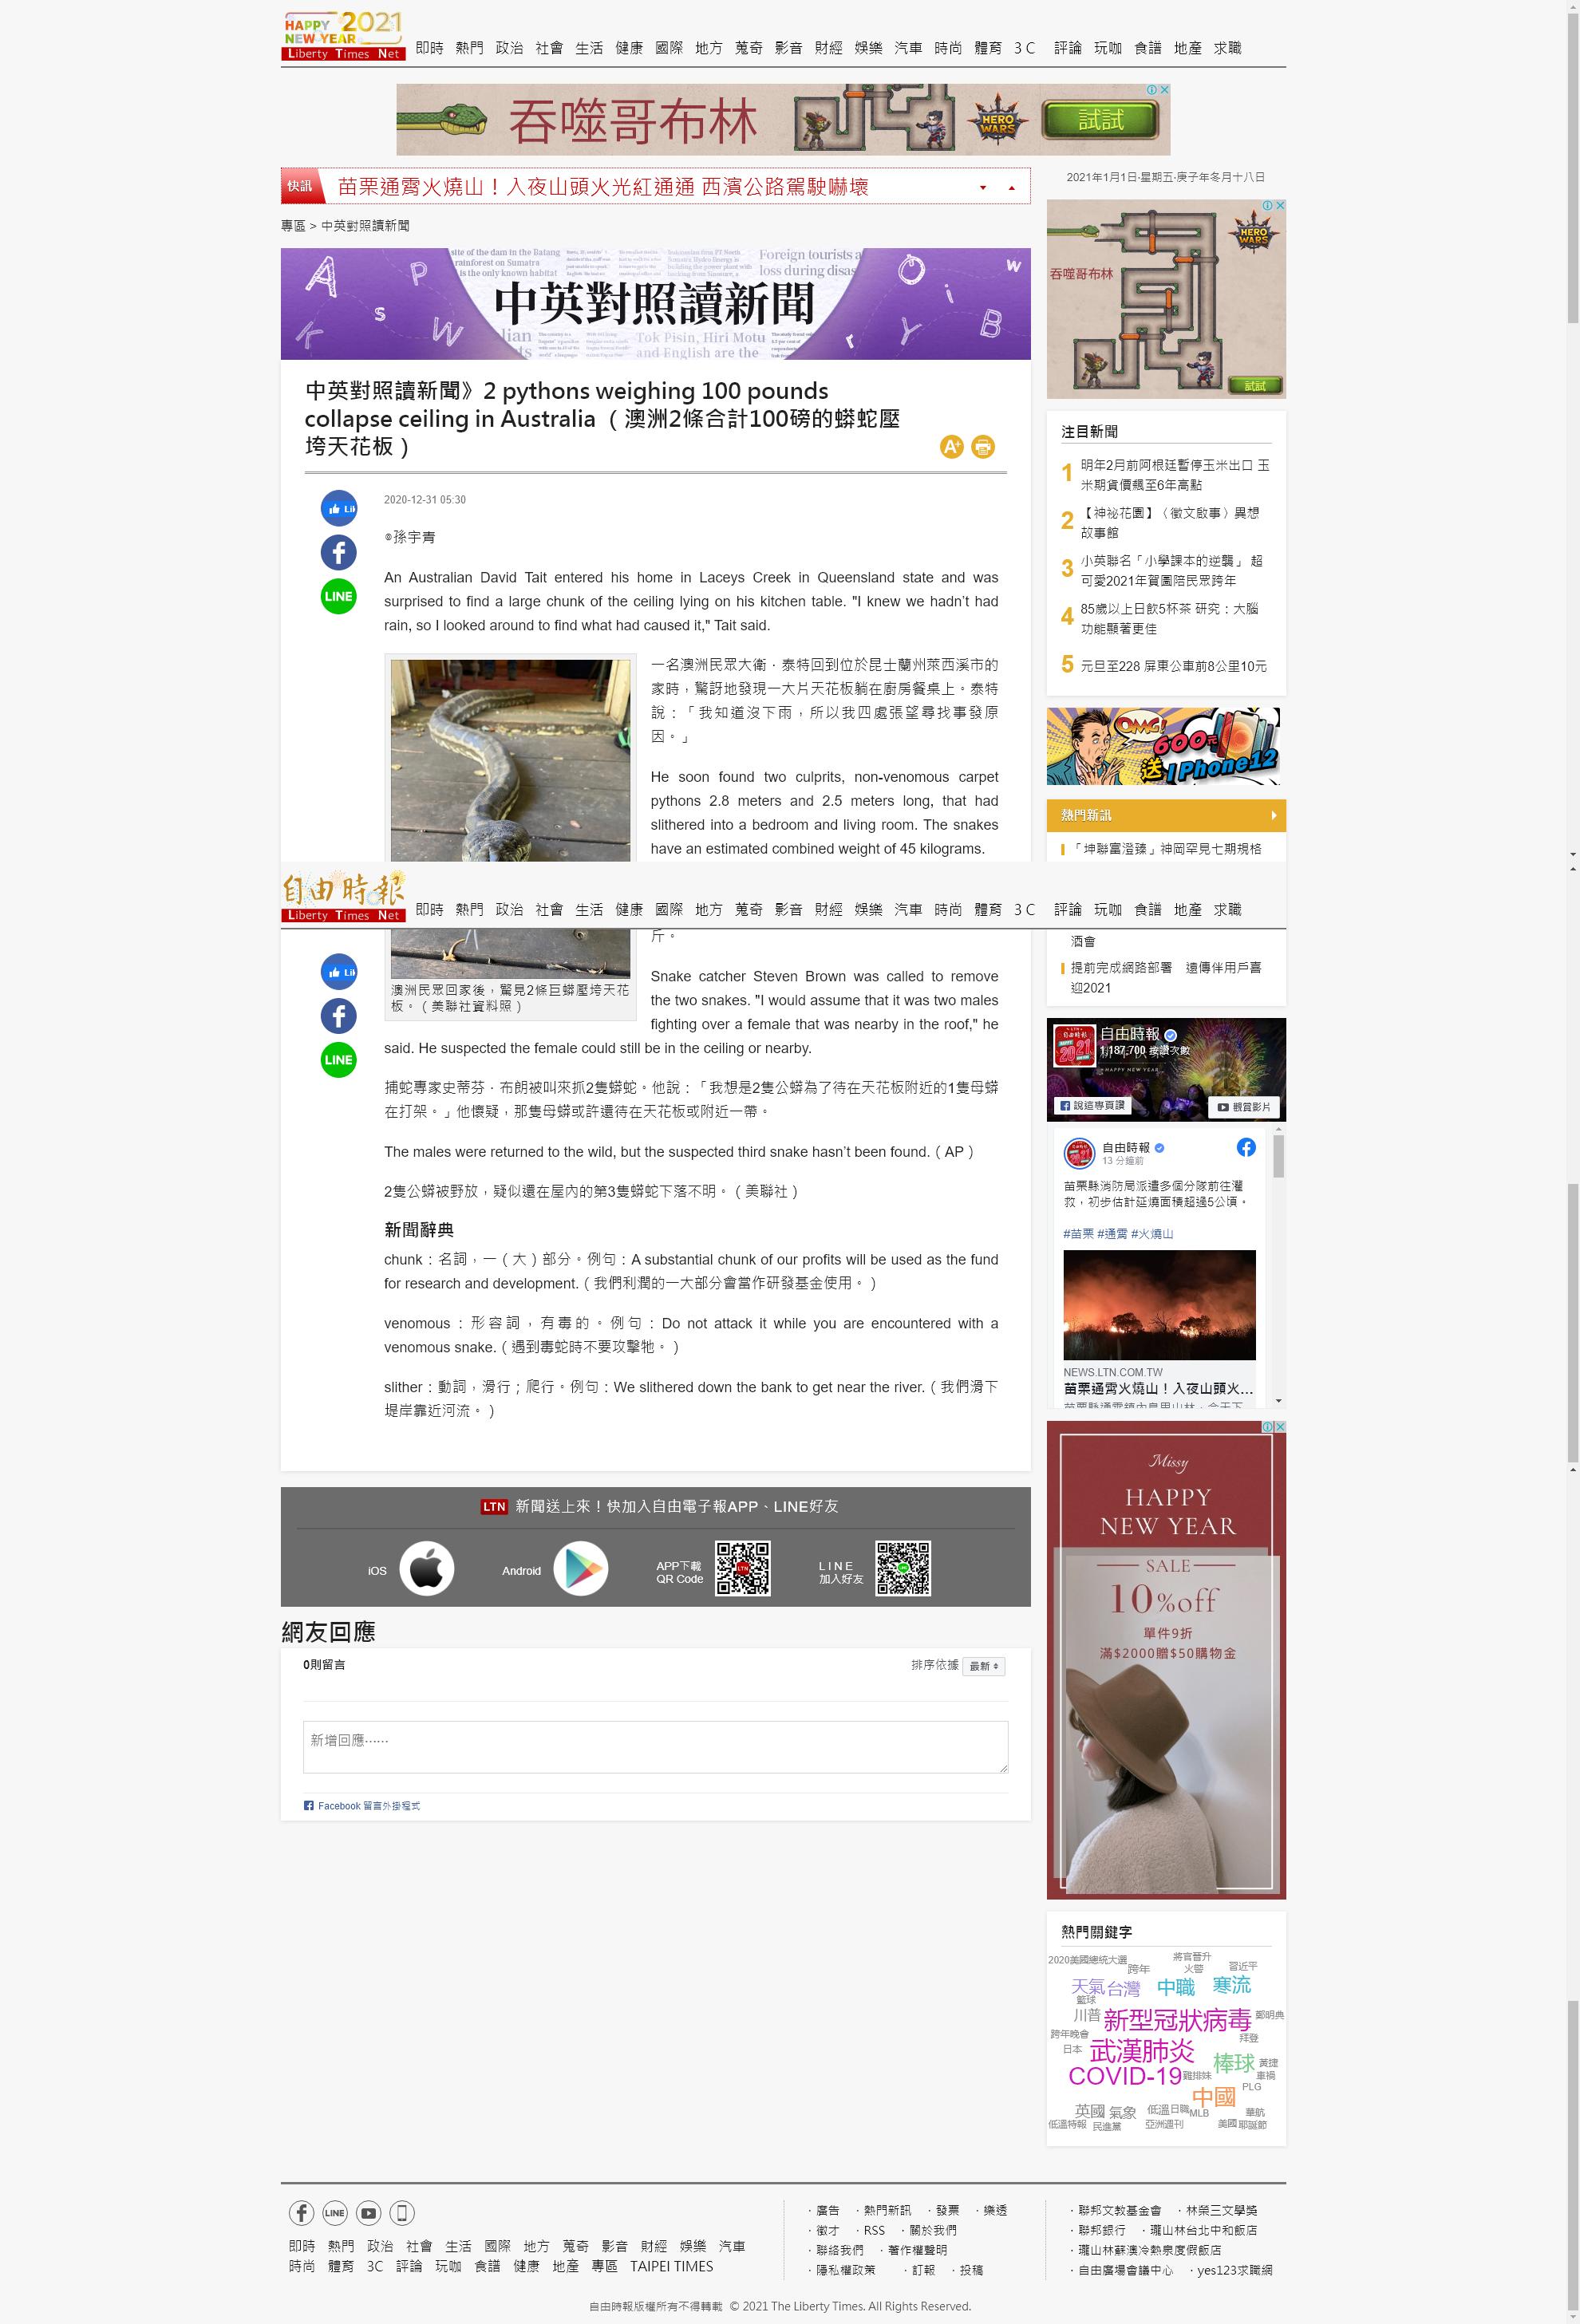 HAPPY 2021
NEW YEAR
Liberty Times Net
即時 熱門 政治 社會 生活 健康 國際 地方 蒐奇 影音 財經 娛樂 汽車 時尚 體育 3 C 評論 玩咖 食譜 地產 求職
吞噬哥布林
HERO WARS
試試
快訊
苗栗通霄火燒山！入夜山頭火光紅通通 西濱公路駕駛嚇壞
2021年1月1日‧星期五‧庚子年冬月十八日
專區 > 中英對照讀新聞
中英對照讀新聞
HERO WARS
吞噬哥布林
試試
中英對照讀新聞》2 pythons weighing 100 pounds
collapse ceiling in Australia （澳洲2條合計100磅的蟒蛇壓
垮天花板）
2020-12-31 05:30
◎孫宇青
An Australian David Tait entered his home in Laceys Creek in Queensland state and was
surprised to find a large chunk of the ceiling lying on his kitchen table. "I knew we hadn’t had
rain, so I looked around to find what had caused it," Tait said.
一名澳洲民眾大衛．泰特回到位於昆士蘭州萊西溪市的
家時，驚訝地發現一大片天花板躺在廚房餐桌上。泰特
說：「我知道沒下雨，所以我四處張望尋找事發原
因。」
He soon found two culprits, non-venomous carpet
pythons 2.8 meters and 2.5 meters long, that had
slithered into a bedroom and living room. The snakes
have an estimated combined weight of 45 kilograms.
注目新聞
1 明年2月前阿根廷暫停玉米出口 玉
米期貨價飆至6年高點
2 【神祕花園】〈徵文啟事〉異想
故事館
3 小英聯名「小學課本的逆襲」 超
可愛2021年賀圖陪民眾跨年
4 85歲以上日飲5杯茶 研究：大腦
功能顯著更佳
5 元旦至228 屏東公車前8公里10元
OMG!
600元
送 I Phone12
熱門新訊
「坤聯富澄臻」神岡罕見七期規格
自由時報
Liberty Times Net
即時 熱門 政治 社會 生活 健康 國際 地方 蒐奇 影音 財經 娛樂 汽車 時尚 體育 3 C 評論 玩咖 食譜 地產 求職
斤。
澳洲民眾回家後，驚見2條巨蟒壓垮天花
板。（美聯社資料照）
Snake catcher Steven Brown was called to remove
the two snakes. "I would assume that it was two males
fighting over a female that was nearby in the roof," he
said. He suspected the female could still be in the ceiling or nearby.
捕蛇專家史蒂芬．布朗被叫來抓2隻蟒蛇。他說：「我想是2隻公蟒為了待在天花板附近的1隻母蟒
在打架。」他懷疑，那隻母蟒或許還待在天花板或附近一帶。
The males were returned to the wild, but the suspected third snake hasn’t been found.（AP）
2隻公蟒被野放，疑似還在屋內的第3隻蟒蛇下落不明。（美聯社）
新聞辭典
chunk：名詞，一（大）部分。例句：A substantial chunk of our profits will be used as the fund
for research and development.（我們利潤的一大部分會當作研發基金使用。）
venomous：形容詞，有毒的。例句：Do not attack it while you are encountered with a
venomous snake.（遇到毒蛇時不要攻擊牠。）
slither：動詞，滑行；爬行。例句：We slithered down the bank to get near the river.（我們滑下
堤岸靠近河流。）
酒會
提前完成網路部署 遠傳伴用戶喜
迎2021
自由時報
1,187,700 按讚次數
說這專頁讚
觀賞影片
自由時報
13 分鐘前
苗栗縣消防局派遣多個分隊前往灌
救，初步估計延燒面積超過5公頃。
#苗栗 #通霄 #火燒山
NEWS.LTN.COM.TW
苗栗通霄火燒山！入夜山頭火...
Missy
HAPPY
NEW YEAR
SALE
10%off
單件9折
滿$2000贈$50購物金
LTN 新聞送上來！快加入自由電子報APP、LINE好友
iOS
Android
APP下載
QR Code
LINE
加入好友
網友回應
0則留言
排序依據 最新
新增回應……
Facebook 留言外掛程式
熱門關鍵字
2020美國總統大選
將官晉升
跨年
火警
習近平
天氣
台灣
中職
寒流
籃球
川普
新型冠狀病毒
鄭明典
跨年晚會
拜登
日本
武漢肺炎
棒球
黃捷
COVID-19
雞排妹
車禍
PLG
中國
英國
氣象
低溫
日職
MLB
華航
低溫特報
民進黨
亞洲週刊
美國
耶誕節
即時 熱門 政治 社會 生活 國際 地方 蒐奇 影音 財經 娛樂 汽車
時尚 體育 3C 評論 玩咖 食譜 健康 地產 專區 TAIPEI TIMES
‧廣告 ‧熱門新訊 ‧發票 ‧樂透
‧徵才 ‧RSS ‧關於我們
‧聯絡我們 ‧著作權聲明
‧隱私權政策 ‧訂報 ‧投稿
‧聯邦文教基金會 ‧林榮三文學獎
‧聯邦銀行 ‧瓏山林台北中和飯店
‧瓏山林蘇澳冷熱泉度假飯店
‧自由廣場會議中心 ‧yes123求職網
自由時報版權所有不得轉載 © 2021 The Liberty Times. All Rights Reserved.